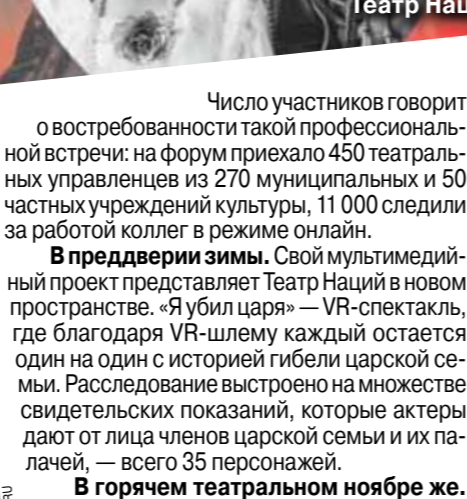 Театр Нац
Число участников говорит
о востребованности такой профессиональ-
ной встречи: на форум приехало 450 театраль-
ных управленцев из 270 муниципальных и 50
частных учреждений культуры, 11 000 следили
за работой коллег в режиме онлайн.
В преддверии зимы. Свой мультимедий-
ный проект представляет Театр Наций в новом
пространстве. «Я убил царя» — VR-спектакль,
где благодаря VR-шлему каждый остается
один на один с историей гибели царской се-
мьи. Расследование выстроено на множестве
свидетельских показаний, которые актеры
дают от лица членов царской семьи и их па-
лачей, — всего 35 персонажей.
В горячем театральном ноябре же.
RU